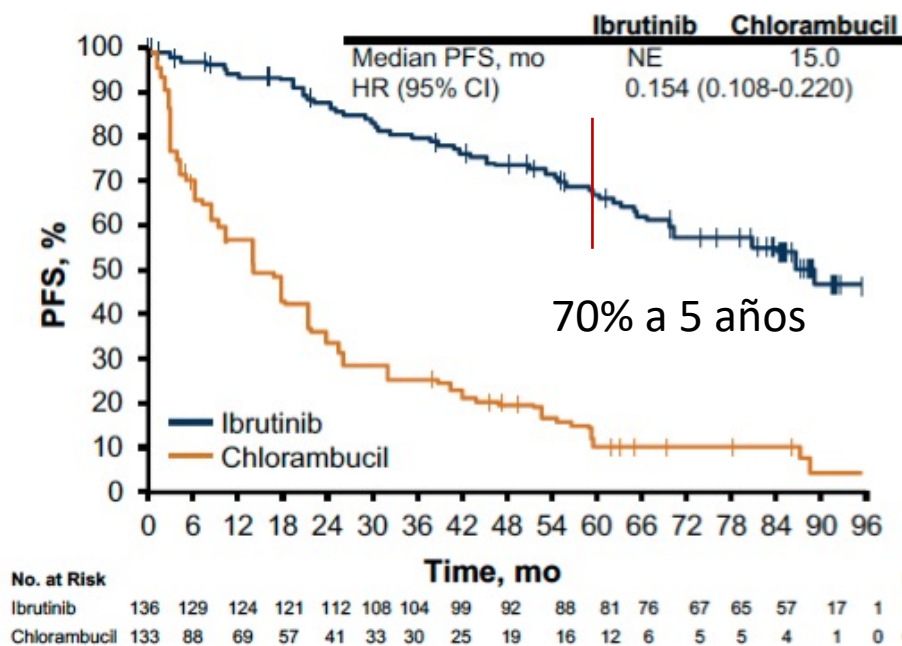 Ibrutinib Chlorambucil
Median PFS, mo NE 15.0
HR (95% CI) 0.154 (0.108-0.220)
PFS, %
100
90
80
70
60
50
40
30
20
10
0
70% a 5 años
Ibrutinib
Chlorambucil
0 6 12 18 24 30 36 42 48 54 60 66 72 78 84 90 96
Time, mo
No. at Risk
Ibrutinib 136 129 124 121 112 108 104 99 92 88 81 76 67 65 57 17 1
Chlorambucil 133 88 69 57 41 33 30 25 19 16 12 6 5 5 4 1 0